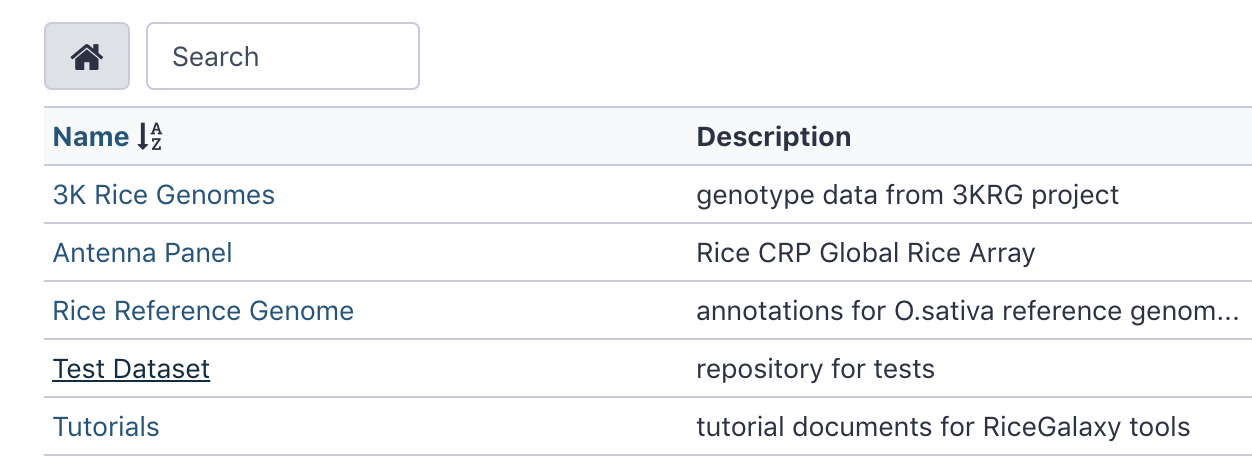 Search
Name Description
3K Rice Genomes genotype data from 3KRG project
Antenna Panel Rice CRP Global Rice Array
Rice Reference Genome annotations for O.sativa reference genom...
Test Dataset repository for tests
Tutorials tutorial documents for RiceGalaxy tools